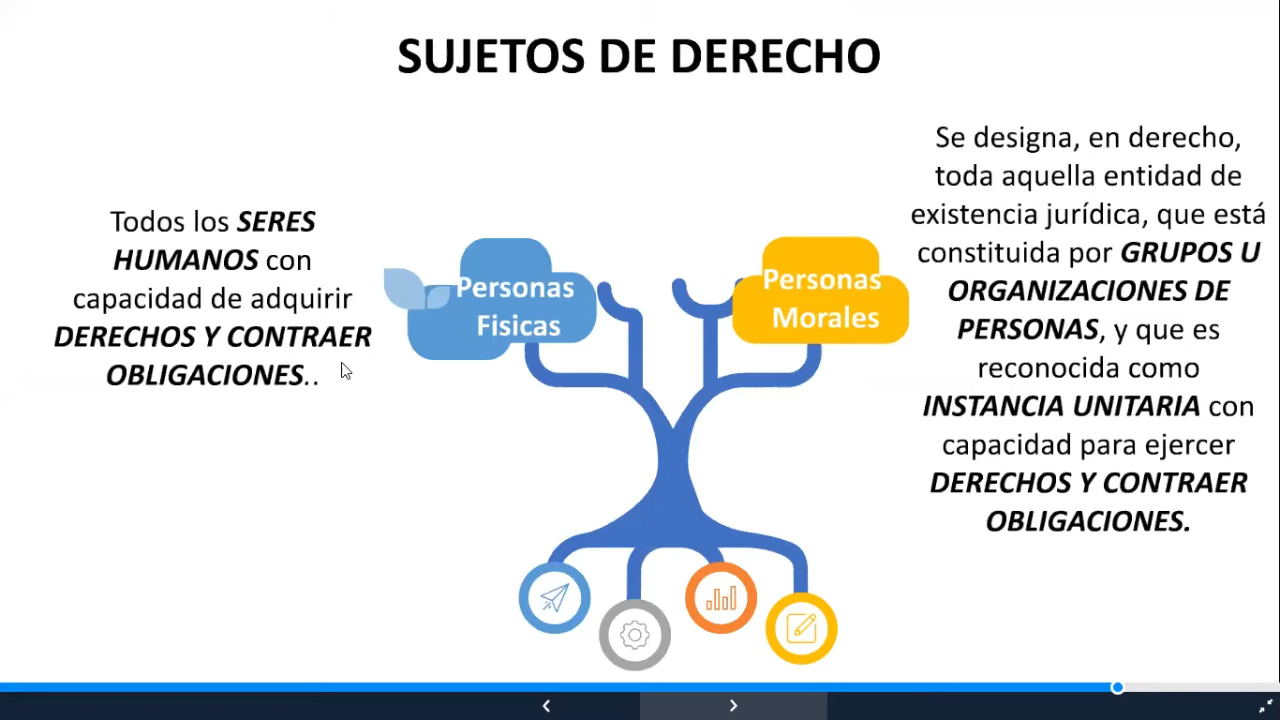 SUJETOS DE DERECHO
Todos los SERES
HUMANOS con
capacidad de adquirir
DERECHOS Y CONTRAER
OBLIGACIONES..
Personas
Fisicas
Personas
Morales
Se designa, en derecho,
toda aquella entidad de
existencia jurídica, que está
constituida por GRUPOS U
ORGANIZACIONES DE
PERSONAS, y que es
reconocida como
INSTANCIA UNITARIA con
capacidad para ejercer
DERECHOS Y CONTRAER
OBLIGACIONES.